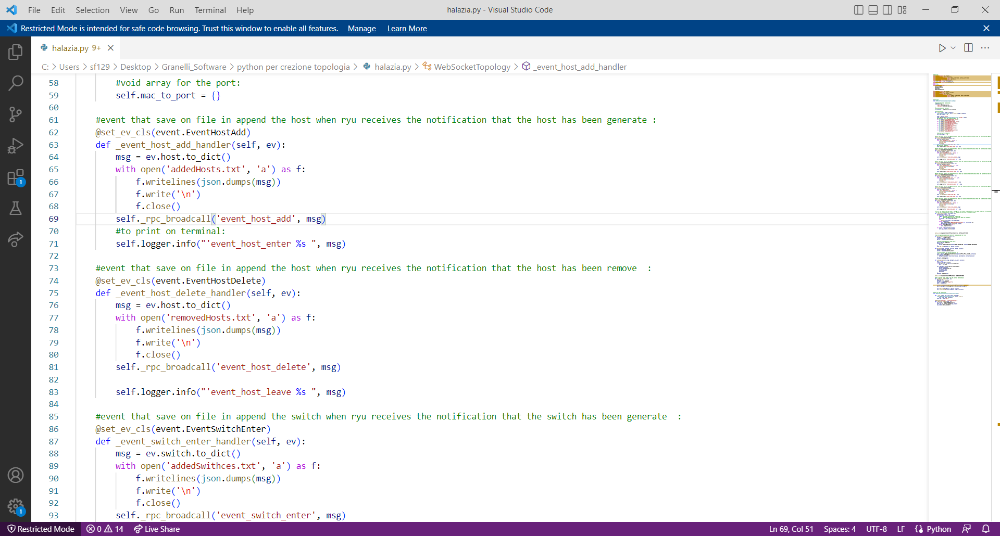 File Edit Selection View Go Run Terminal Help
halazia.py - Visual Studio Code
Restricted Mode is intended for safe code browsing. Trust this window to enable all features. Manage Learn More
halazia.py 9+
C: > Users > sf129 > Desktop > Granelli_Software > python per crezione topologia > halazia.py > WebSocketTopology > _event_host_add_handler
58 #void array for the port:
59 self.mac_to_port = {}
60
61 #event that save on file in append the host when ryu receives the notification that the host has been generate :
62 @set_ev_cls(event.EventHostAdd)
63 def _event_host_add_handler(self, ev):
64 msg = ev.host.to_dict()
65 with open('addedHosts.txt', 'a') as f:
66 f.writelines(json.dumps(msg))
67 f.write('\n')
68 f.close()
69 self._rpc_broadcall('event_host_add', msg)
70 #to print on terminal:
71 self.logger.info("'event_host_enter %s ", msg)
72
73 #event that save on file in append the host when ryu receives the notification that the host has been remove  :
74 @set_ev_cls(event.EventHostDelete)
75 def _event_host_delete_handler(self, ev):
76 msg = ev.host.to_dict()
77 with open('removedHosts.txt', 'a') as f:
78 f.writelines(json.dumps(msg))
79 f.write('\n')
80 f.close()
81 self._rpc_broadcall('event_host_delete', msg)
82
83 self.logger.info("'event_host_leave %s ", msg)
84
85 #event that save on file in append the switch when ryu receives the notification that the switch has been generate  :
86 @set_ev_cls(event.EventSwitchEnter)
87 def _event_switch_enter_handler(self, ev):
88 msg = ev.switch.to_dict()
89 with open('addedSwithces.txt', 'a') as f:
90 f.writelines(json.dumps(msg))
91 f.write('\n')
92 f.close()
93 self._rpc_broadcall('event_switch_enter', msg)
1
1
Restricted Mode 0 14 Live Share Ln 69, Col 51 Spaces: 4 UTF-8 LF Python